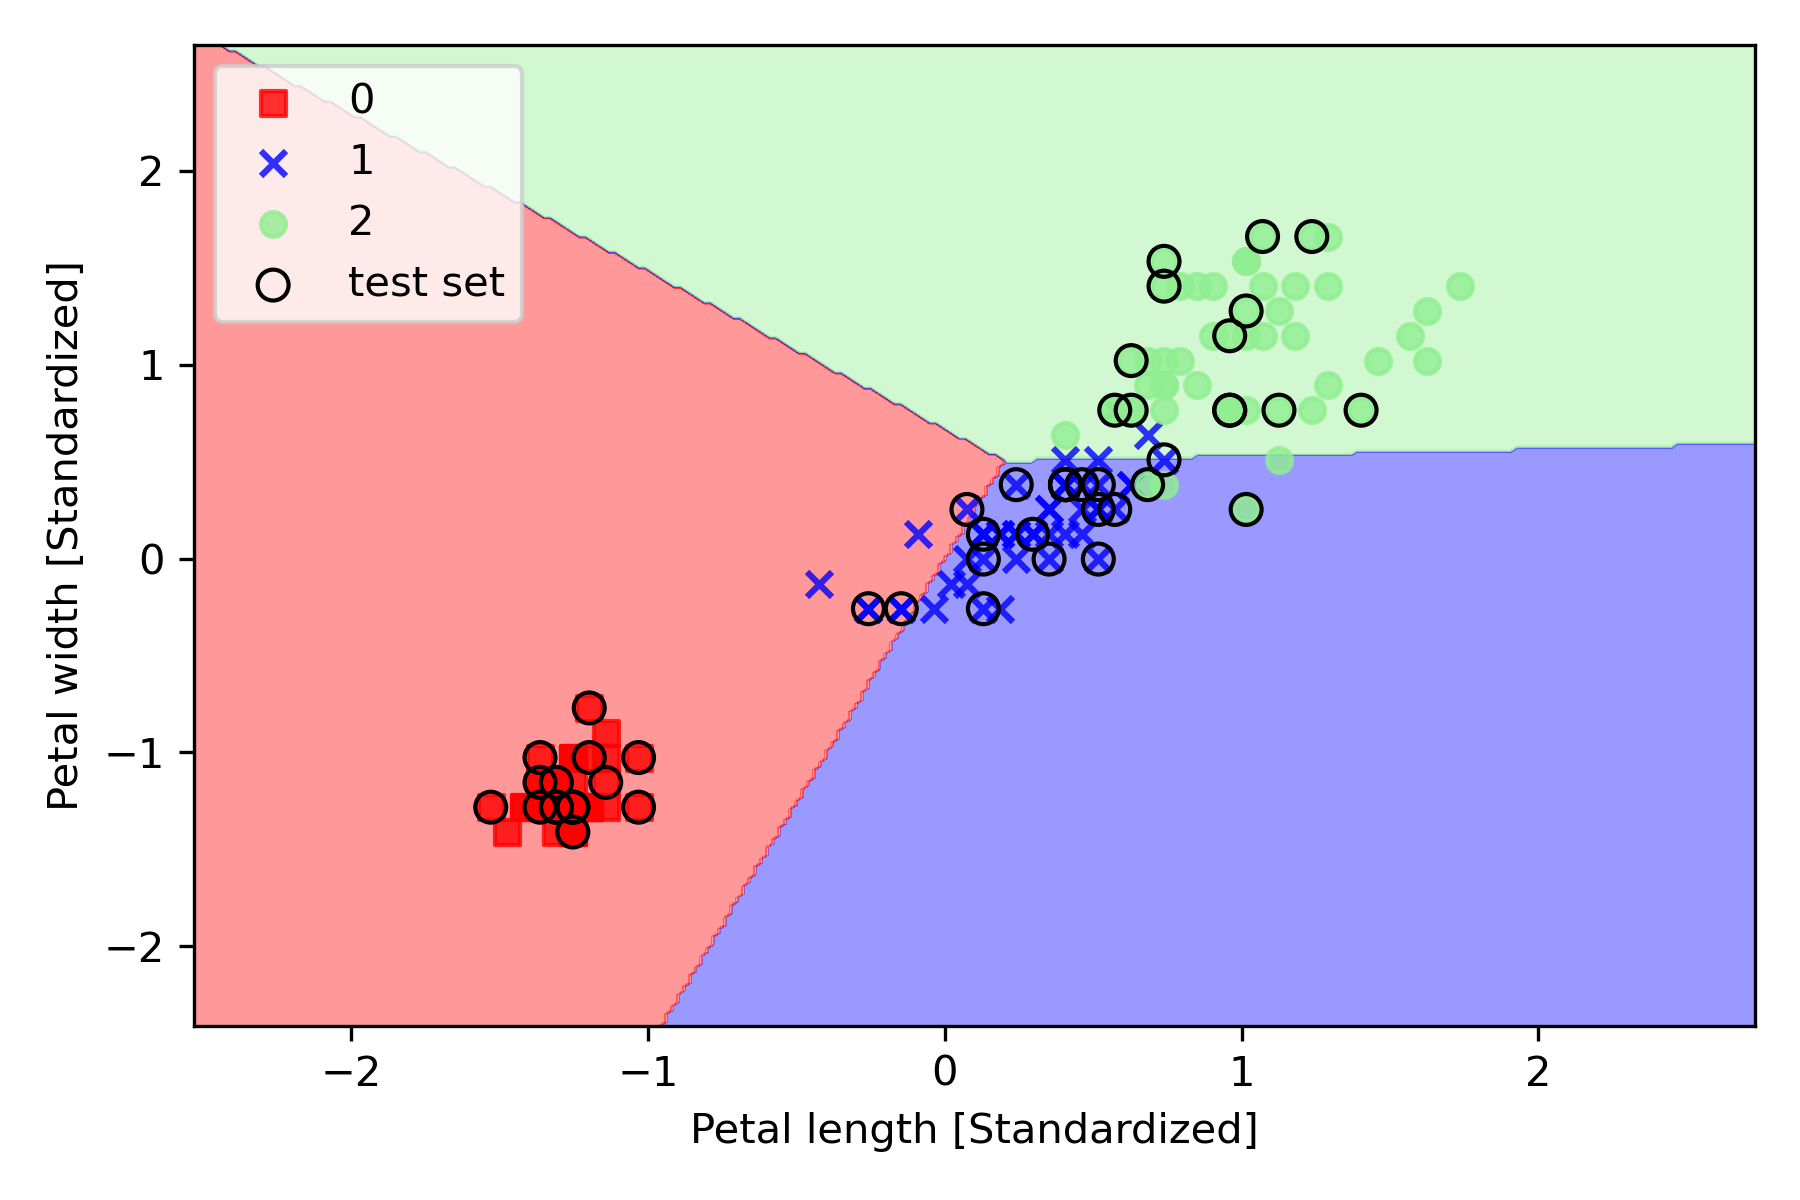 0
1
2
test set
2
1
0
−1
−2
Petal width [Standardized]
−2 −1 0 1 2
Petal length [Standardized]